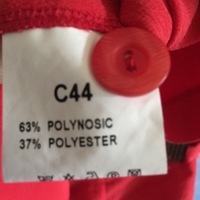 C44
63% POLYNOSIC
37% POLYESTER